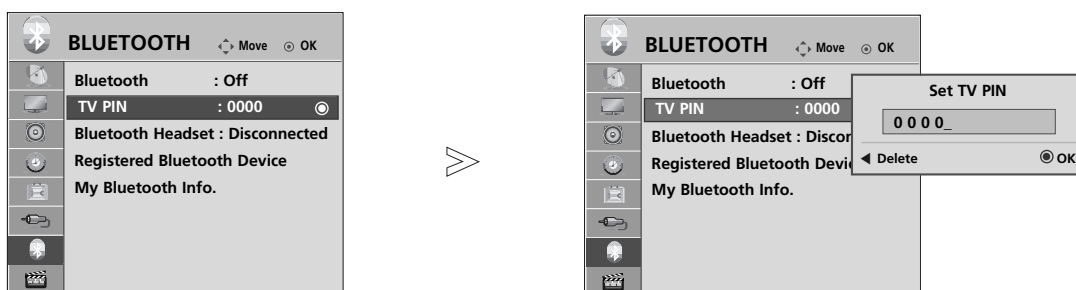 BLUETOOTH Move OK
Bluetooth : Off
TV PIN : 0000
Bluetooth Headset : Disconnected
Registered Bluetooth Device
My Bluetooth Info.
BLUETOOTH Move OK
Bluetooth : Off
TV PIN : 0000
Bluetooth Headset : Discon
Registered Bluetooth Devi
My Bluetooth Info.
Set TV PIN
0 0 0 0_
Delete OK